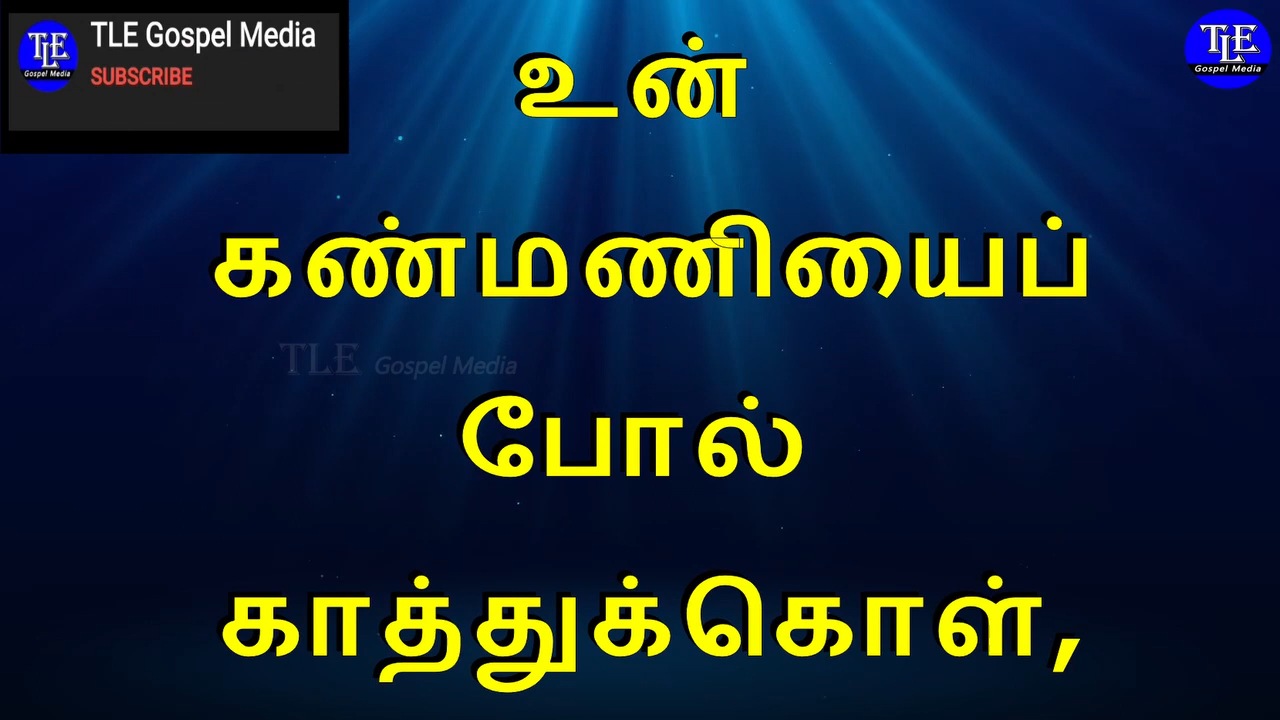 TLE Gospel Media
SUBSCRIBE
TLE
Gospel Media
TLE
Gospel Media
உன்
கண்மணியைப்
TLE Gospel Media
போல்
காத்துக்கொள்,